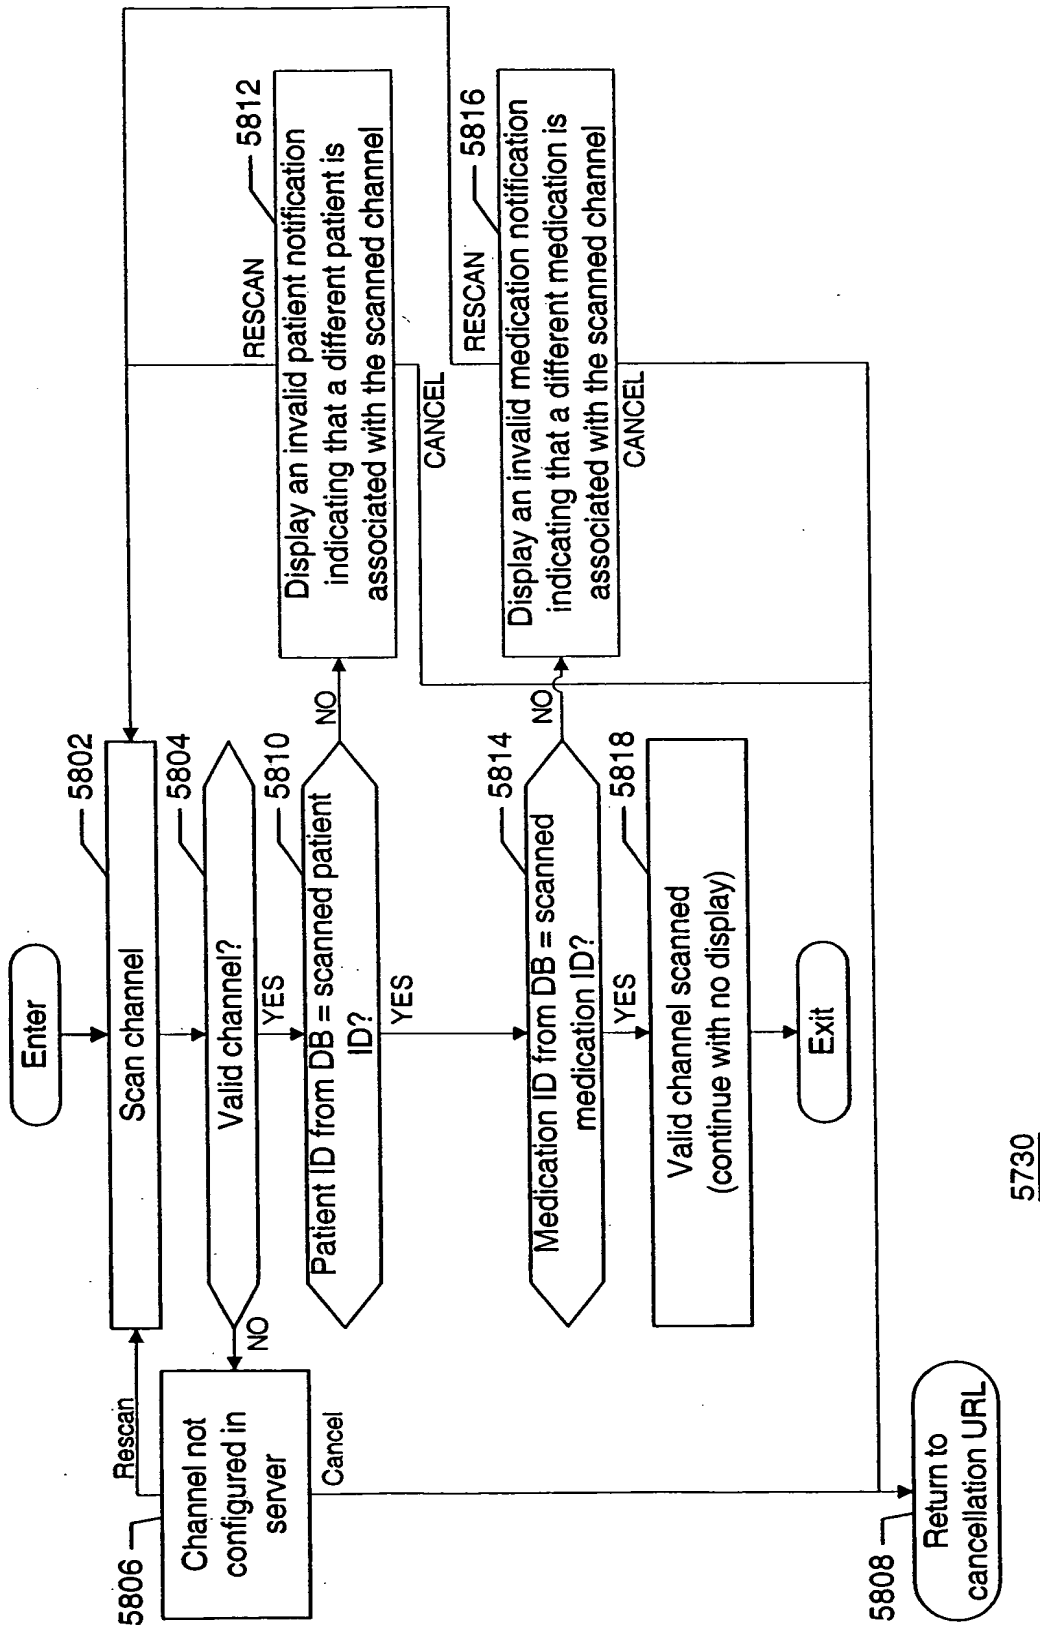 Enter
5802
Scan channel
Rescan
5804
Valid channel?
NO
YES
5806
Channel not
configured in
server
Cancel
5810
Patient ID from DB = scanned patient
ID?
NO
YES
5812
RESCAN
Display an invalid patient notification
indicating that a different patient is
associated with the scanned channel
CANCEL
5814
Medication ID from DB = scanned
medication ID?
NO
YES
5816
RESCAN
Display an invalid medication notification
indicating that a different medication is
associated with the scanned channel
CANCEL
5818
Valid channel scanned
(continue with no display)
Exit
5808
Return to
cancellation URL
5730